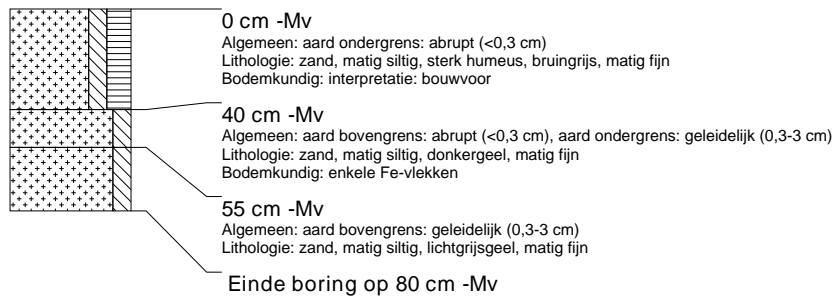 0 cm -Mv
Algemeen: aard ondergrens: abrupt (<0,3 cm)
Lithologie: zand, matig siltig, sterk humeus, bruingrijs, matig fijn
Bodemkundig: interpretatie: bouwvoor
40 cm -Mv
Algemeen: aard bovengrens: abrupt (<0,3 cm), aard ondergrens: geleidelijk (0,3-3 cm)
Lithologie: zand, matig siltig, donkergeel, matig fijn
Bodemkundig: enkele Fe-vlekken
55 cm -Mv
Algemeen: aard bovengrens: geleidelijk (0,3-3 cm)
Lithologie: zand, matig siltig, lichtgrijsgeel, matig fijn
Einde boring op 80 cm -Mv